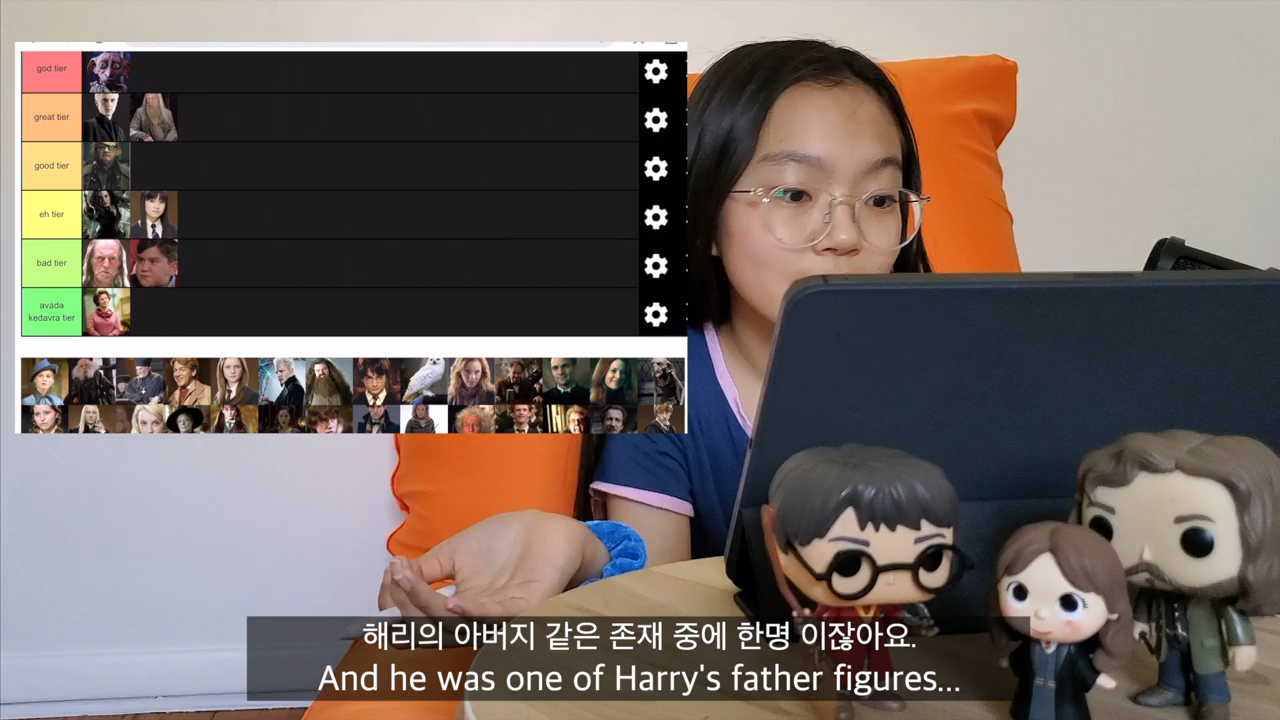 god tier
great tier
good tier
eh tier
bad tier
avada
kedavra tier
해리의 아버지 같은 존재 중에 한명 이잖아요.
And he was one of Harry's father figures...